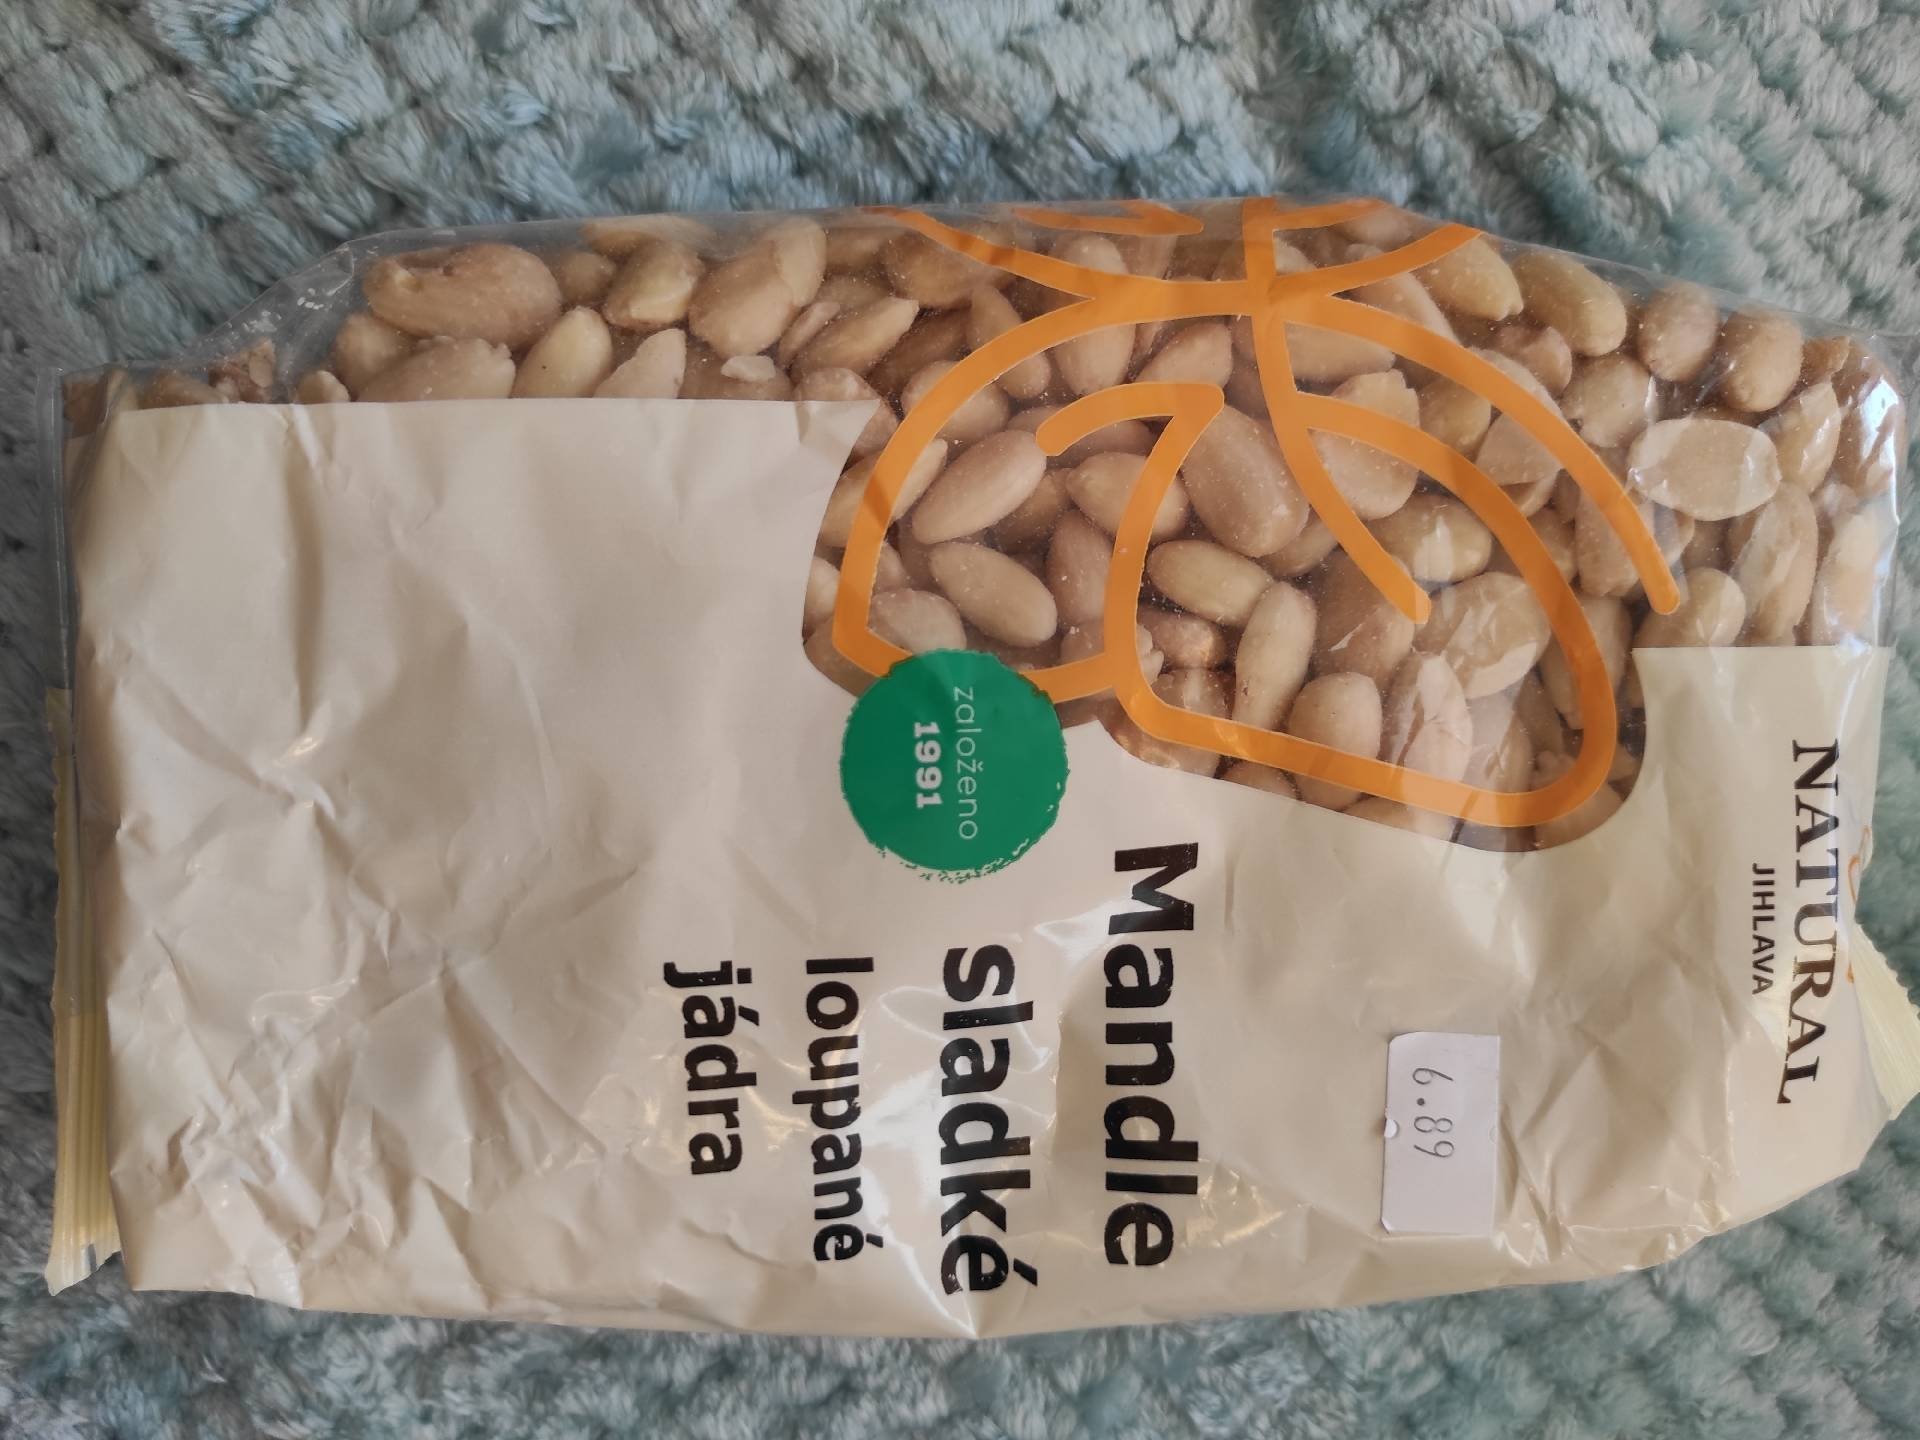 NATURAL
JIHLAVA
6.89
Mandle
sladké
loupané
jádra
založeno
1991